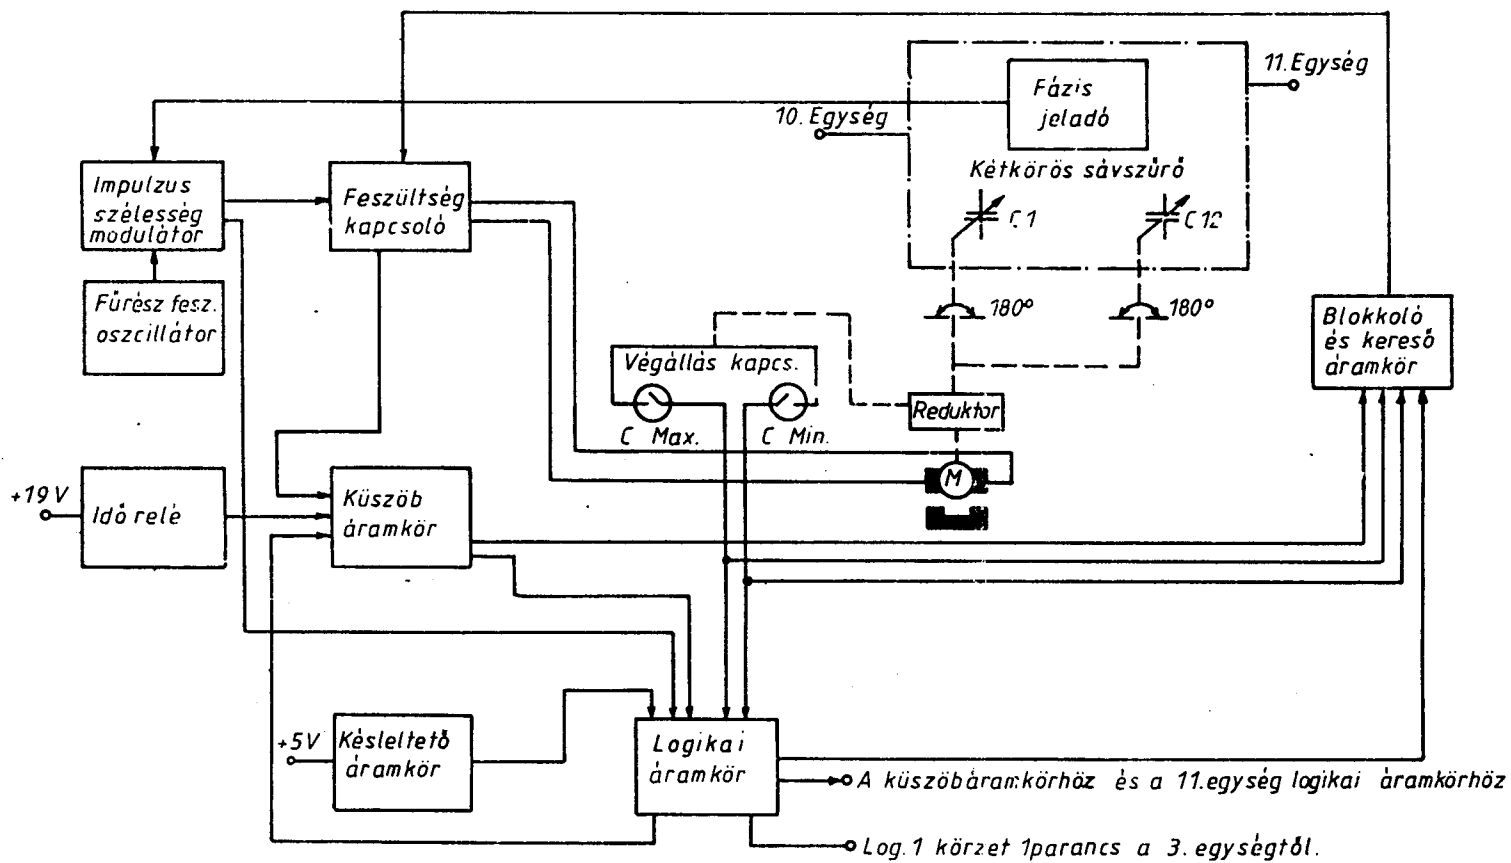 11. Egység
Fázis
jeladó
10. Egység
Kétkörös sávszűrő
Impulzus
szélesség
modulátor
Feszültség
kapcsoló
C 1
C 12
Fűrész fesz.
oszcillátor
180°
180°
Blokkoló
és kereső
áramkör
Végállás kapcs.
Reduktor
C Max.
C Min.
M
+19V
Idő relé
Küszöb
áramkör
+5V
Késleltető
áramkör
Logikai
áramkör
A küszöbáramkörhöz és a 11.egység logikai áramkörhöz
Log.1 körzet 1parancs a 3. egységtől.